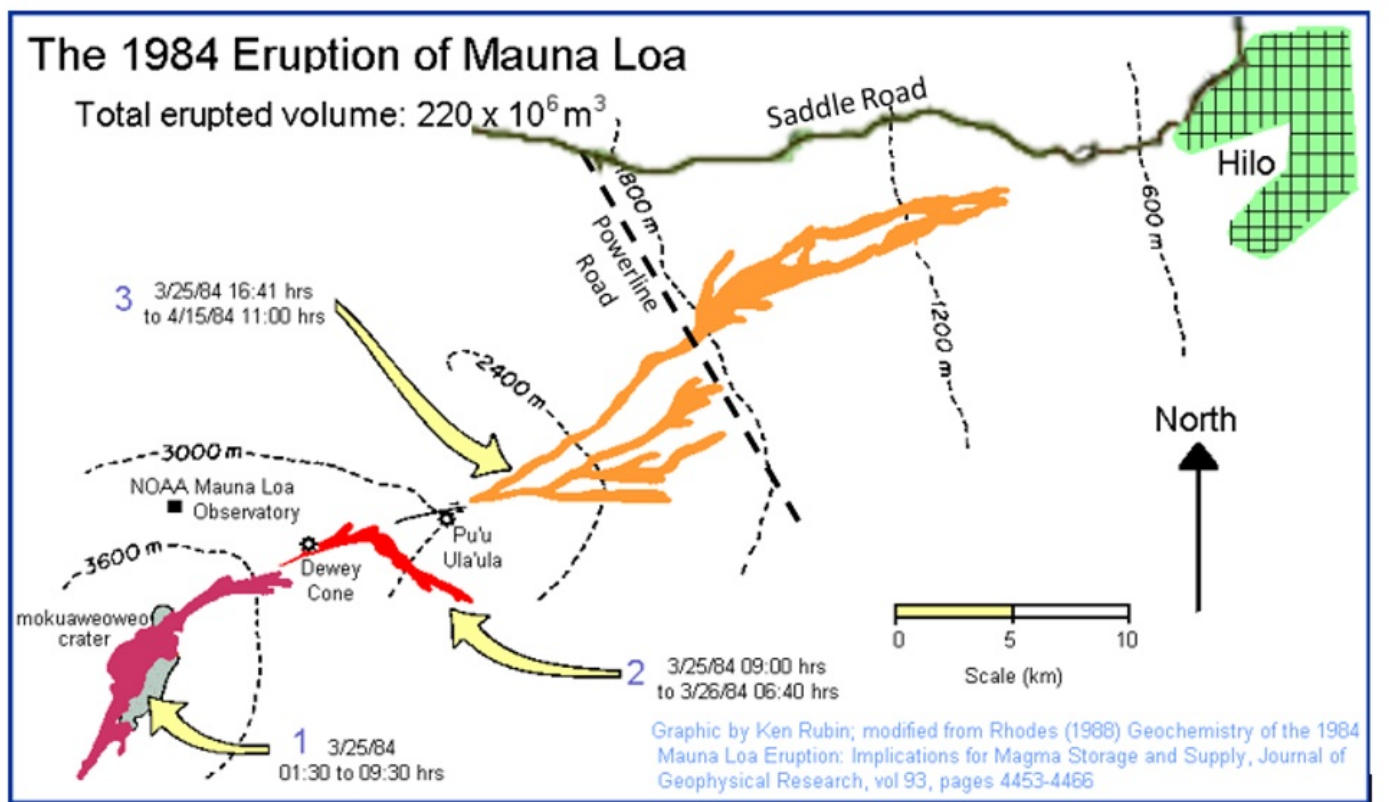 The 1984 Eruption of Mauna Loa
Total erupted volume: 220 x 10⁶ m³
Saddle Road
Hilo
1800 m
600 m
Powerline
Road
3 3/25/84 16:41 hrs
to 4/15/84 11:00 hrs
1200 m
2400 m
North
3000 m
NOAA Mauna Loa
Observatory
Pu'u
Ula'ula
3600 m
Dewey
Cone
mokuaweoweo
crater
0 5 10
Scale (km)
2 3/25/84 09:00 hrs
to 3/26/84 06:40 hrs
1 3/25/84
01:30 to 09:30 hrs
Graphic by Ken Rubin; modified from Rhodes (1988) Geochemistry of the 1984
Mauna Loa Eruption: Implications for Magma Storage and Supply, Journal of
Geophysical Research, vol 93, pages 4453-4466